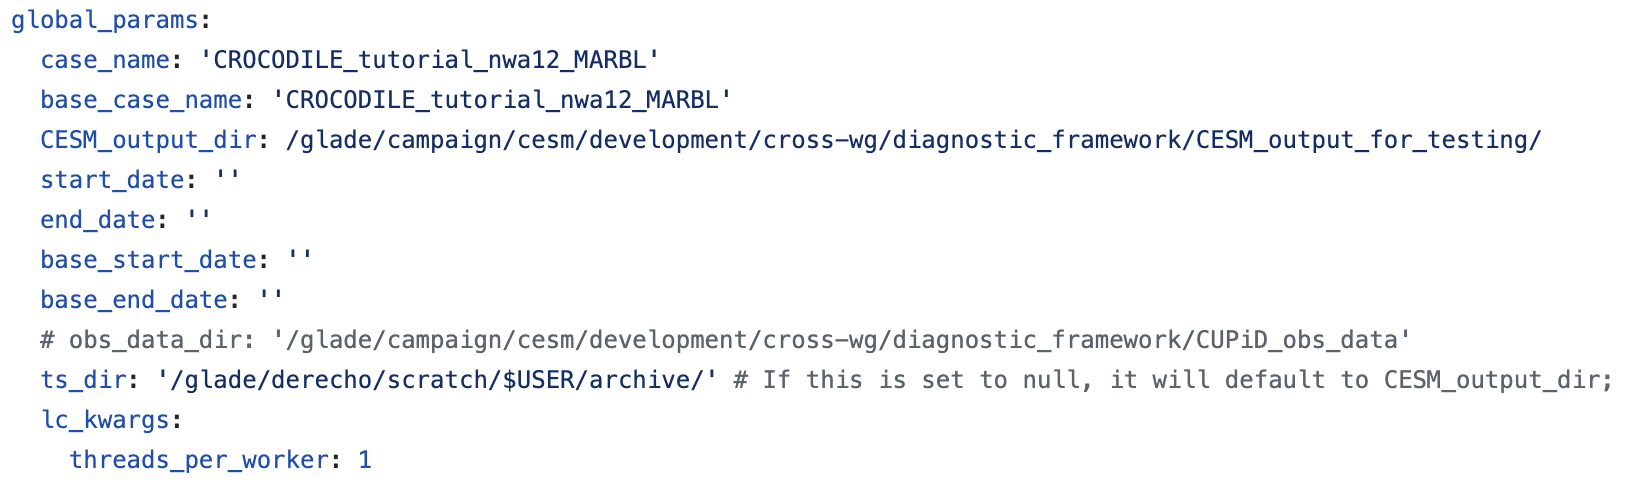 global_params:
  case_name: 'CROCODILE_tutorial_nwa12_MARBL'
  base_case_name: 'CROCODILE_tutorial_nwa12_MARBL'
  CESM_output_dir: /glade/campaign/cesm/development/cross-wg/diagnostic_framework/CESM_output_for_testing/
  start_date: ''
  end_date: ''
  base_start_date: ''
  base_end_date: ''
  # obs_data_dir: '/glade/campaign/cesm/development/cross-wg/diagnostic_framework/CUPiD_obs_data'
  ts_dir: '/glade/derecho/scratch/$USER/archive/' # If this is set to null, it will default to CESM_output_dir;
  lc_kwargs:
    threads_per_worker: 1